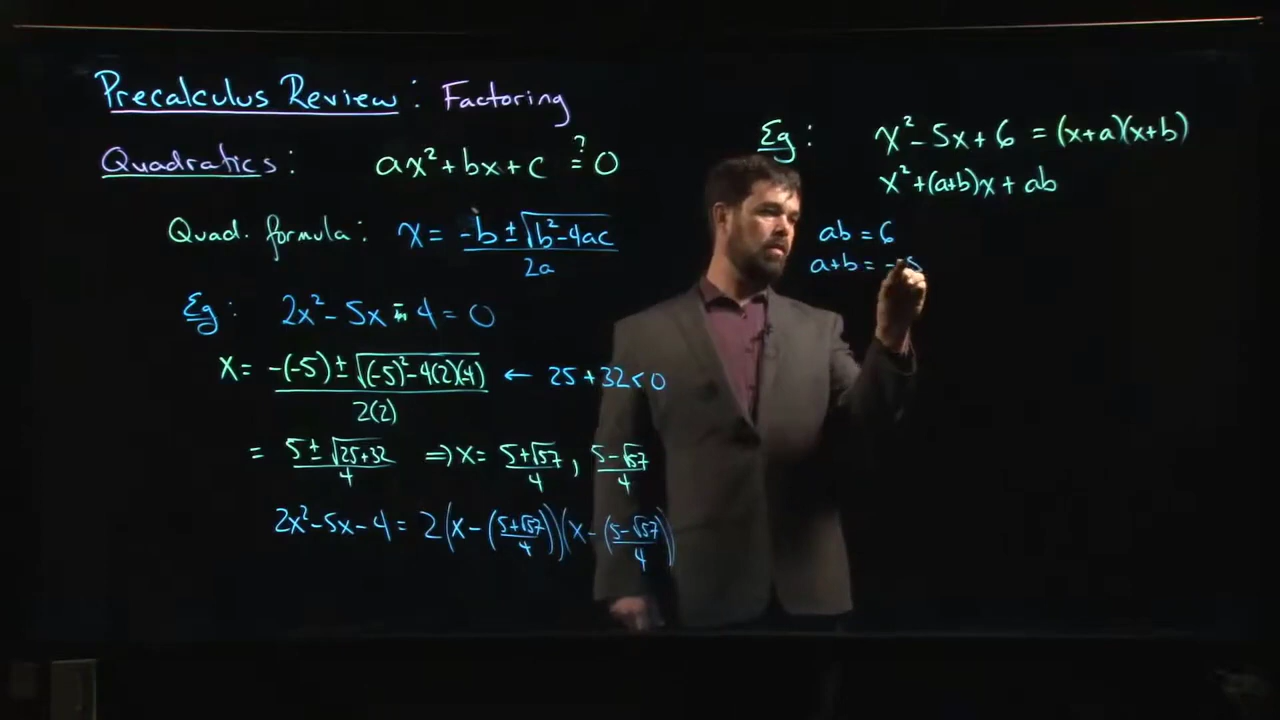 Precalculus Review : Factoring
Quadratics : ax² + bx + c ≟ 0
Quad. formula : x = (-b ± √(b² - 4ac)) / 2a
Eg : 2x² - 5x - 4 = 0
x = (-(-5) ± √((-5)² - 4(2)(-4))) / 2(2) ← 25 + 32 < 0
= (5 ± √(25+32)) / 4 ⇒ x = (5+√57)/4 , (5-√57)/4
2x² - 5x - 4 = 2(x - ((5+√57)/4))(x - ((5-√57)/4))
Eg : x² - 5x + 6 = (x+a)(x+b)
x² + (a+b)x + ab
ab = 6
a+b = -5